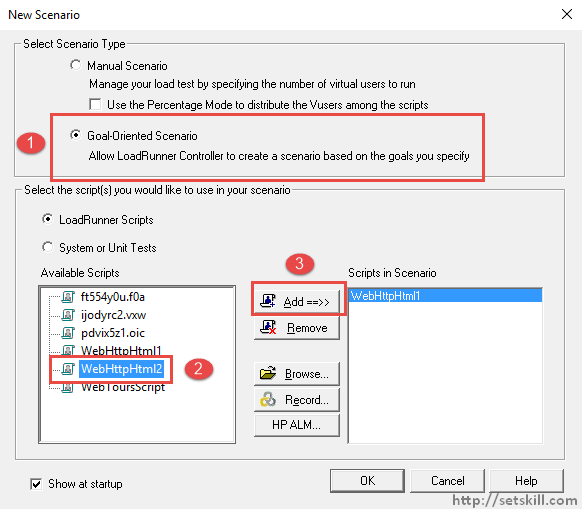 New Scenario
Select Scenario Type
Manual Scenario
Manage your load test by specifying the number of virtual users to run
Use the Percentage Mode to distribute the Vusers among the scripts
1
Goal-Oriented Scenario
Allow LoadRunner Controller to create a scenario based on the goals you specify
Select the script(s) you would like to use in your scenario
LoadRunner Scripts
System or Unit Tests
3
Available Scripts
Scripts in Scenario
ft554y0u.f0a
ijodyrc2.vxw
pdvix5z1.oic
WebHttpHtml1
WebHttpHtml2
WebToursScript
2
Add ==>>
Remove
Browse...
Record...
HP ALM...
WebHttpHtml1
Show at startup
OK
Cancel
Help
http://setskill.com